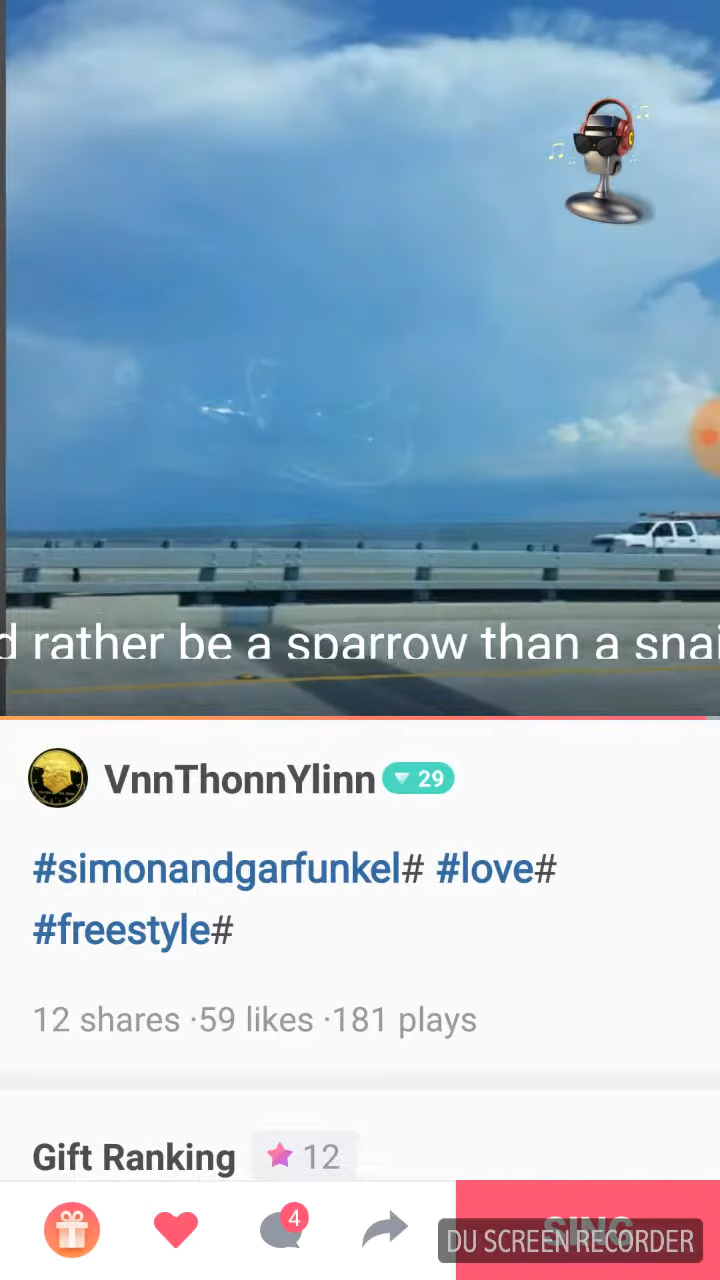 d rather be a sparrow than a snai
VnnThonnYlinn 29
#simonandgarfunkel# #love#
#freestyle#
12 shares ·59 likes ·181 plays
Gift Ranking 12
4
SING
DU SCREEN RECORDER